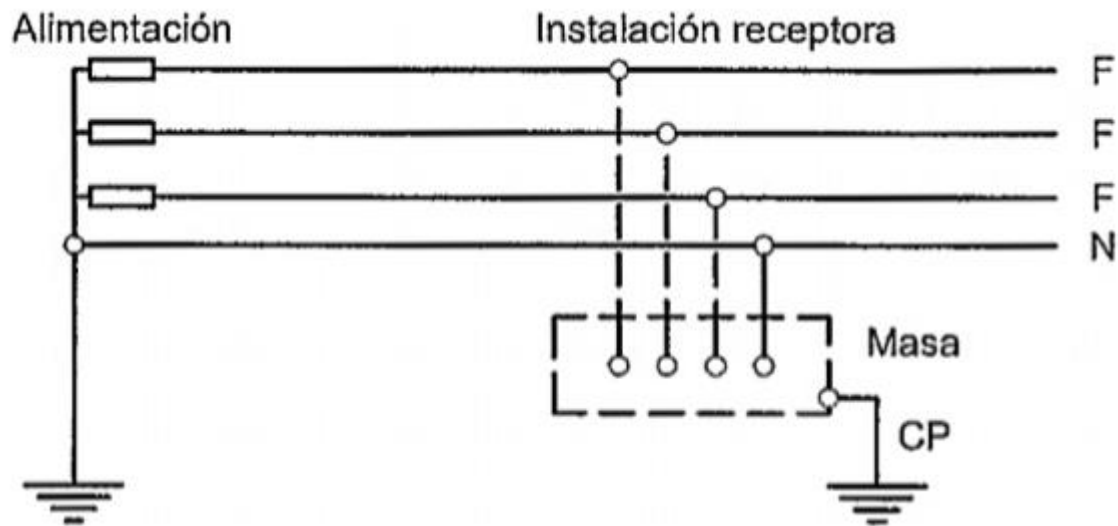 Alimentación
Instalación receptora
F
F
F
N
Masa
CP